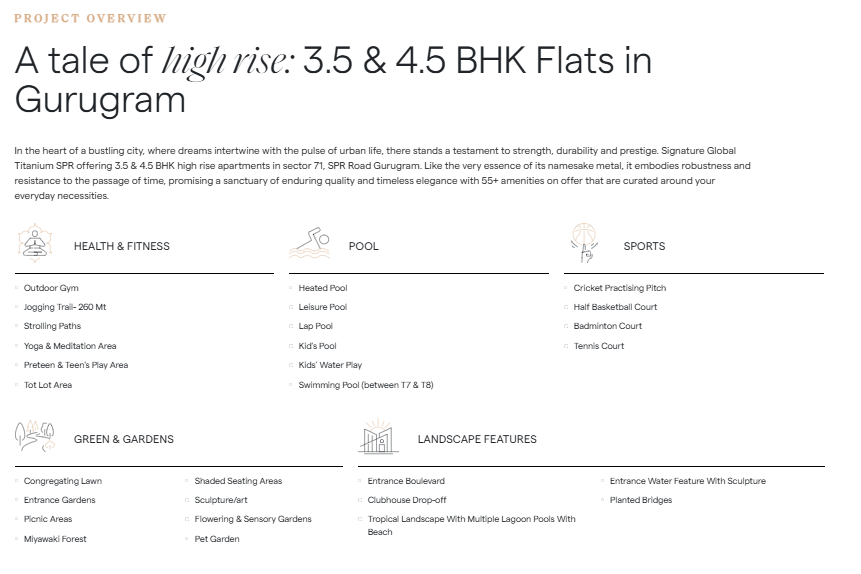 PROJECT OVERVIEW
A tale of high rise: 3.5 & 4.5 BHK Flats in
Gurugram
In the heart of a bustling city, where dreams intertwine with the pulse of urban life, there stands a testament to strength, durability and prestige. Signature Global
Titanium SPR offering 3.5 & 4.5 BHK high rise apartments in sector 71, SPR Road Gurugram. Like the very essence of its namesake metal, it embodies robustness and
resistance to the passage of time, promising a sanctuary of enduring quality and timeless elegance with 55+ amenities on offer that are curated around your
everyday necessities.
HEALTH & FITNESS
Outdoor Gym
Jogging Trail- 260 Mt
Strolling Paths
Yoga & Meditation Area
Preteen & Teen's Play Area
Tot Lot Area
POOL
Heated Pool
Leisure Pool
Lap Pool
Kid's Pool
Kids' Water Play
Swimming Pool (between T7 & T8)
SPORTS
Cricket Practising Pitch
Half Basketball Court
Badminton Court
Tennis Court
GREEN & GARDENS
Congregating Lawn
Entrance Gardens
Picnic Areas
Miyawaki Forest
Shaded Seating Areas
Sculpture/art
Flowering & Sensory Gardens
Pet Garden
LANDSCAPE FEATURES
Entrance Boulevard
Clubhouse Drop-off
Tropical Landscape With Multiple Lagoon Pools With
Beach
Entrance Water Feature With Sculpture
Planted Bridges